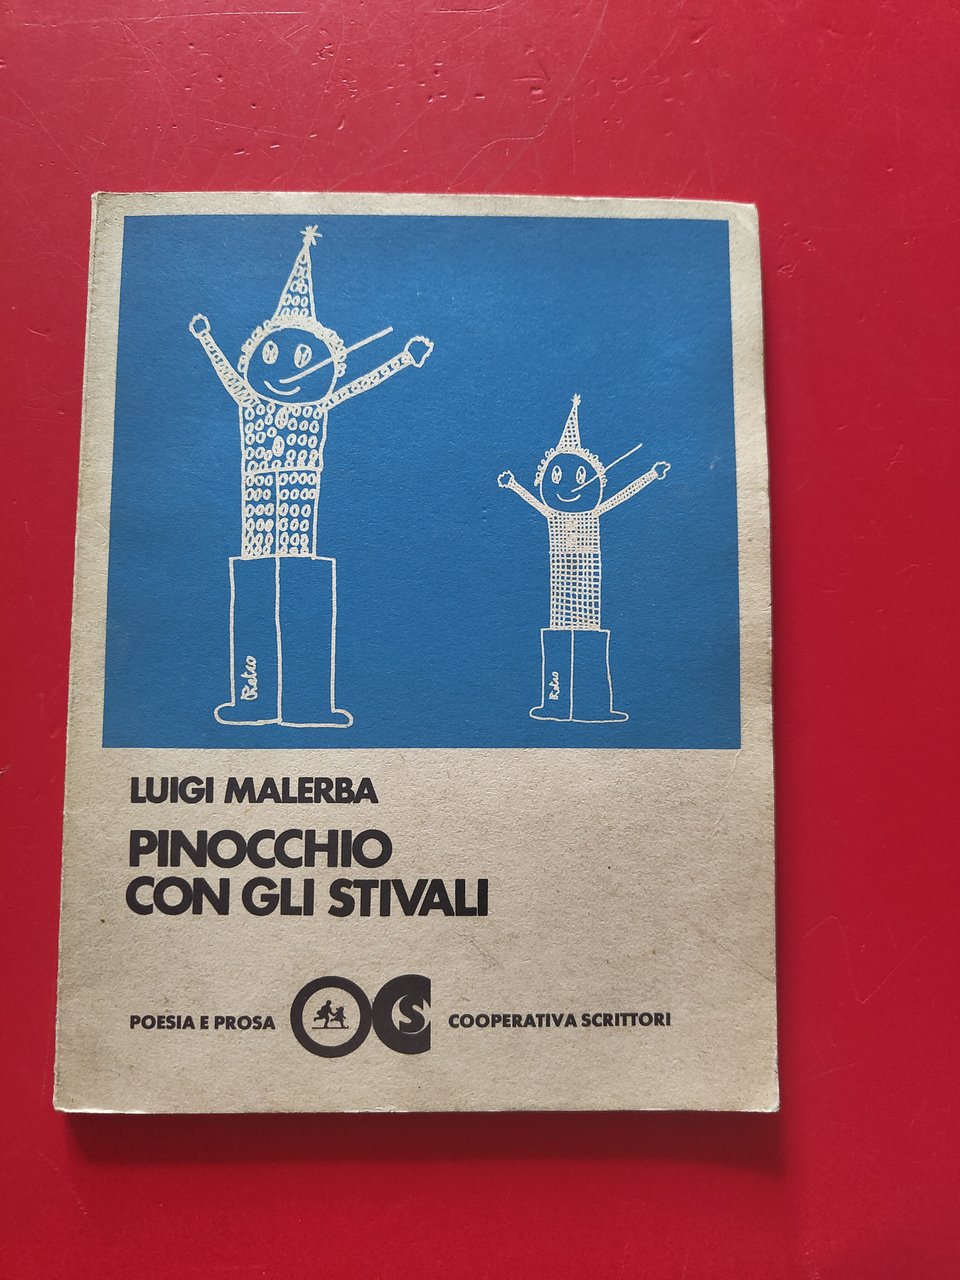 LUIGI MALERBA
PINOCCHIO
CON GLI STIVALI
POESIA E PROSA
CS
COOPERATIVA SCRITTORI